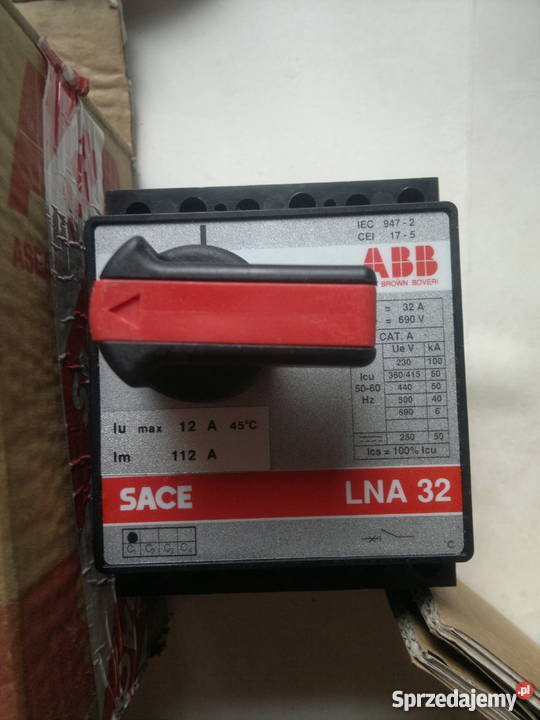 IEC 947 - 2
CEI 17 - 5
ABB
BROWN BOVERI
= 32 A
= 690 V
CAT. A
Ue V kA
230 100
Icu 380/415 60
50-60 440 50
Hz 500 40
690 6
250 50
Ics = 100% Icu
Iu max 12 A 45°C
Im 112 A
SACE LNA 32
C
Sprzedajemy.pl